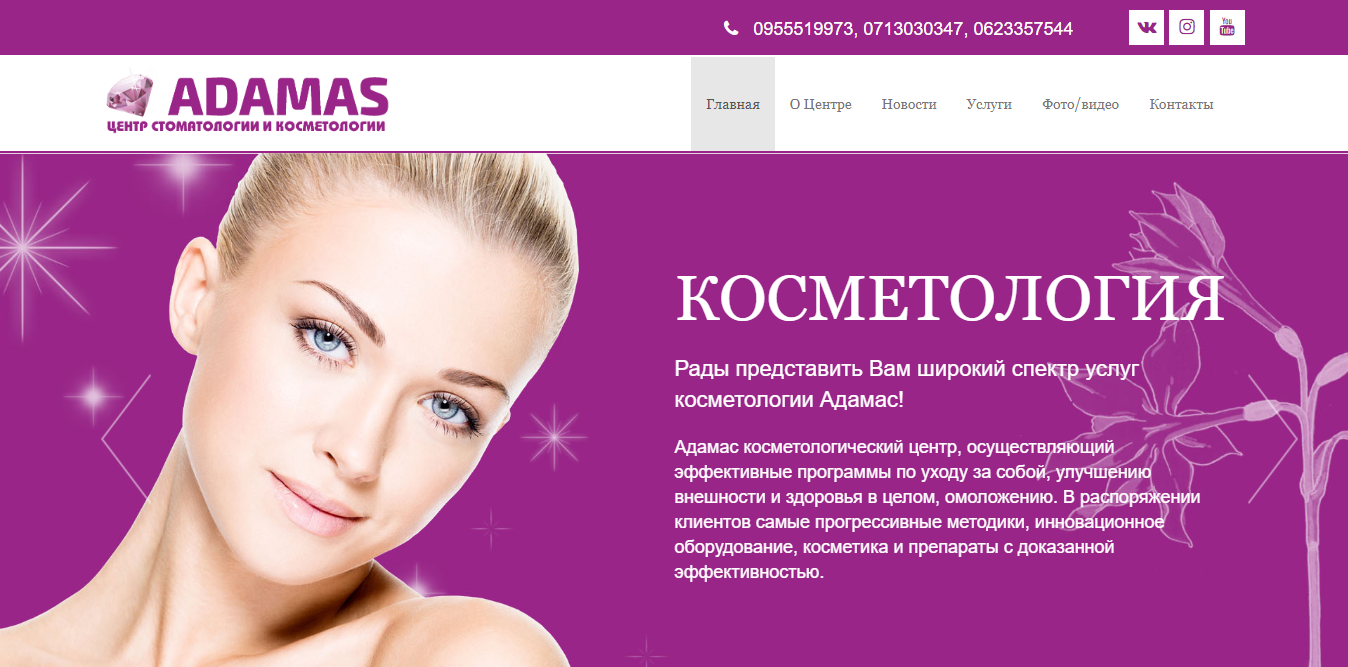 0955519973, 0713030347, 0623357544
You
Tube
ADAMAS
ЦЕНТР СТОМАТОЛОГИИ И КОСМЕТОЛОГИИ
Главная
О Центре
Новости
Услуги
Фото/видео
Контакты
КОСМЕТОЛОГИЯ
Рады представить Вам широкий спектр услуг
косметологии Адамас!
Адамас косметологический центр, осуществляющий
эффективные программы по уходу за собой, улучшению
внешности и здоровья в целом, омоложению. В распоряжении
клиентов самые прогрессивные методики, инновационное
оборудование, косметика и препараты с доказанной
эффективностью.